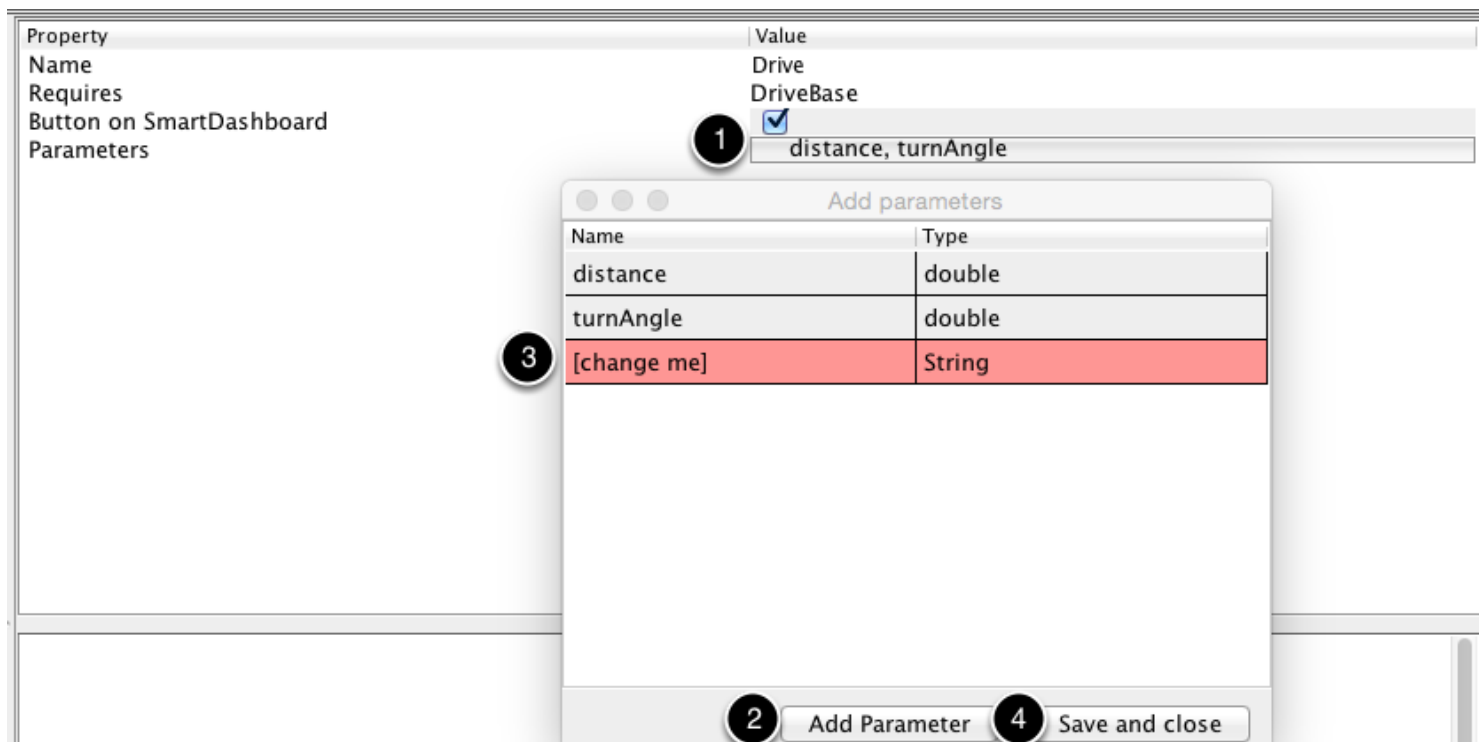 Property Value
Name Drive
Requires DriveBase
Button on SmartDashboard
1
Parameters distance, turnAngle
Add parameters
Name Type
distance double
turnAngle double
3 [change me] String
2 Add Parameter 4 Save and close